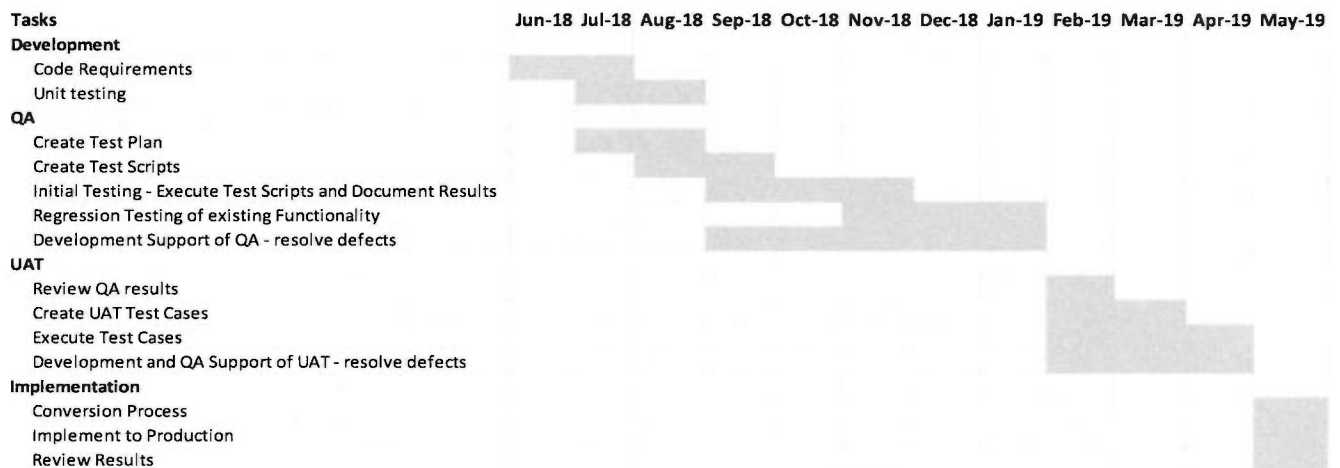 Tasks Jun-18 Jul-18 Aug-18 Sep-18 Oct-18 Nov-18 Dec-18 Jan-19 Feb-19 Mar-19 Apr-19 May-19
Development
Code Requirements
Unit testing
QA
Create Test Plan
Create Test Scripts
Initial Testing - Execute Test Scripts and Document Results
Regression Testing of existing Functionality
Development Support of QA - resolve defects
UAT
Review QA results
Create UAT Test Cases
Execute Test Cases
Development and QA Support of UAT - resolve defects
Implementation
Conversion Process
Implement to Production
Review Results